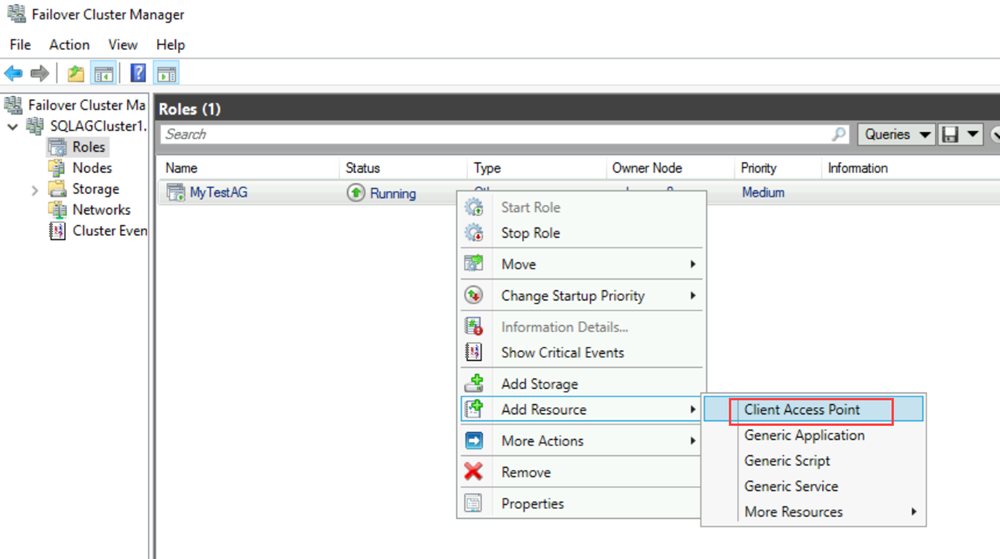 Failover Cluster Manager
File Action View Help
Failover Cluster Ma
SQLAGCluster1.
Roles
Nodes
Storage
Networks
Cluster Even
Roles (1)
Search
Queries
Name Status Type Owner Node Priority Information
MyTestAG Running Medium
Start Role
Stop Role
Move
Change Startup Priority
Information Details...
Show Critical Events
Add Storage
Add Resource
More Actions
Remove
Properties
Client Access Point
Generic Application
Generic Script
Generic Service
More Resources